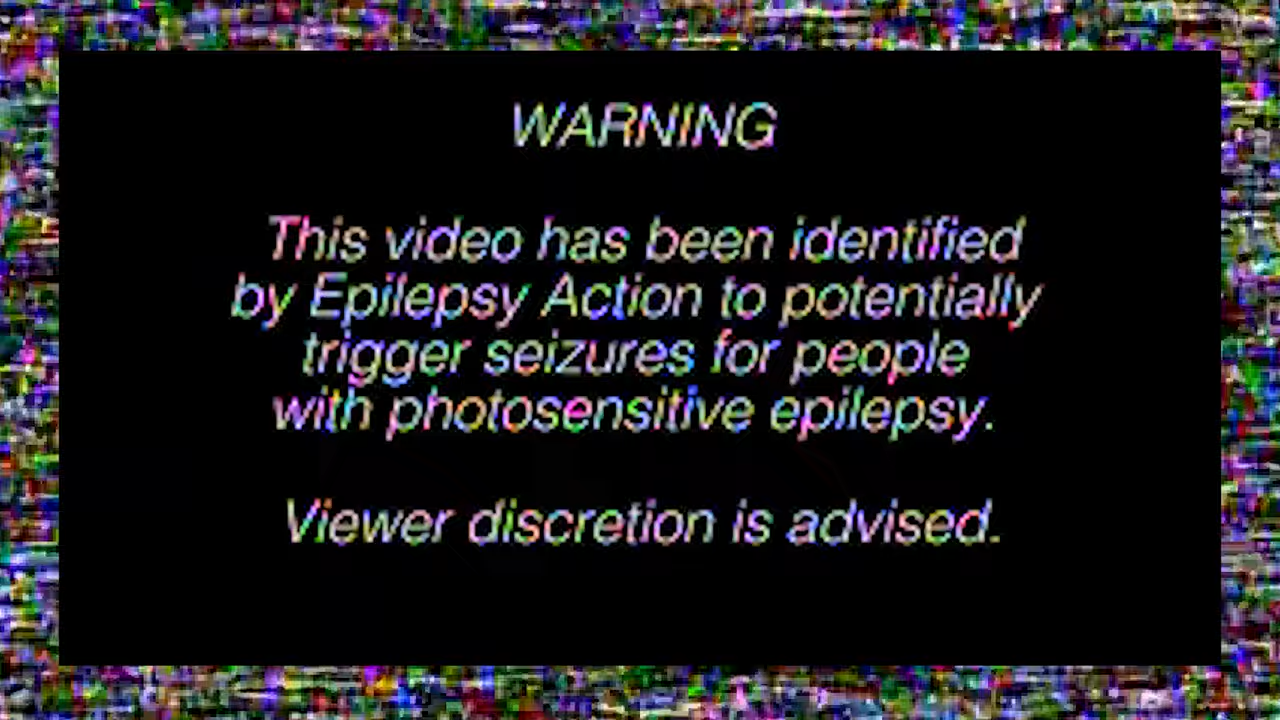 WARNING
This video has been identified
by Epilepsy Action to potentially
trigger seizures for people
with photosensitive epilepsy.
Viewer discretion is advised.